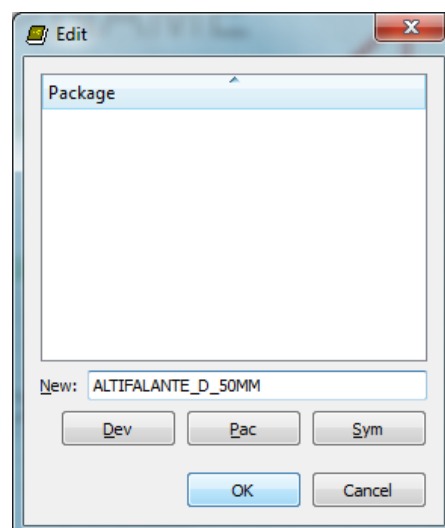 Edit
Package
New: ALTIFALANTE_D_50MM
Dev Pac Sym
OK Cancel